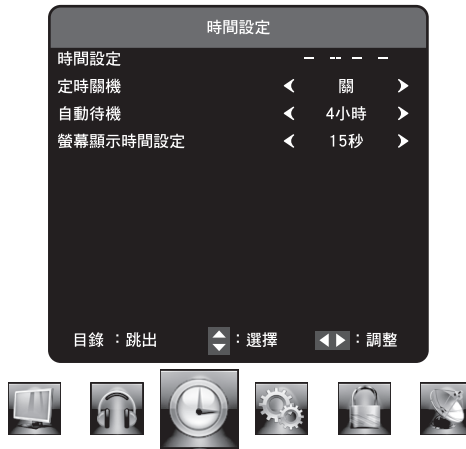 時間設定
時間設定 - -- - -
定時關機 關
自動待機 4小時
螢幕顯示時間設定 15秒
目錄 ：跳出 ：選擇 ：調整